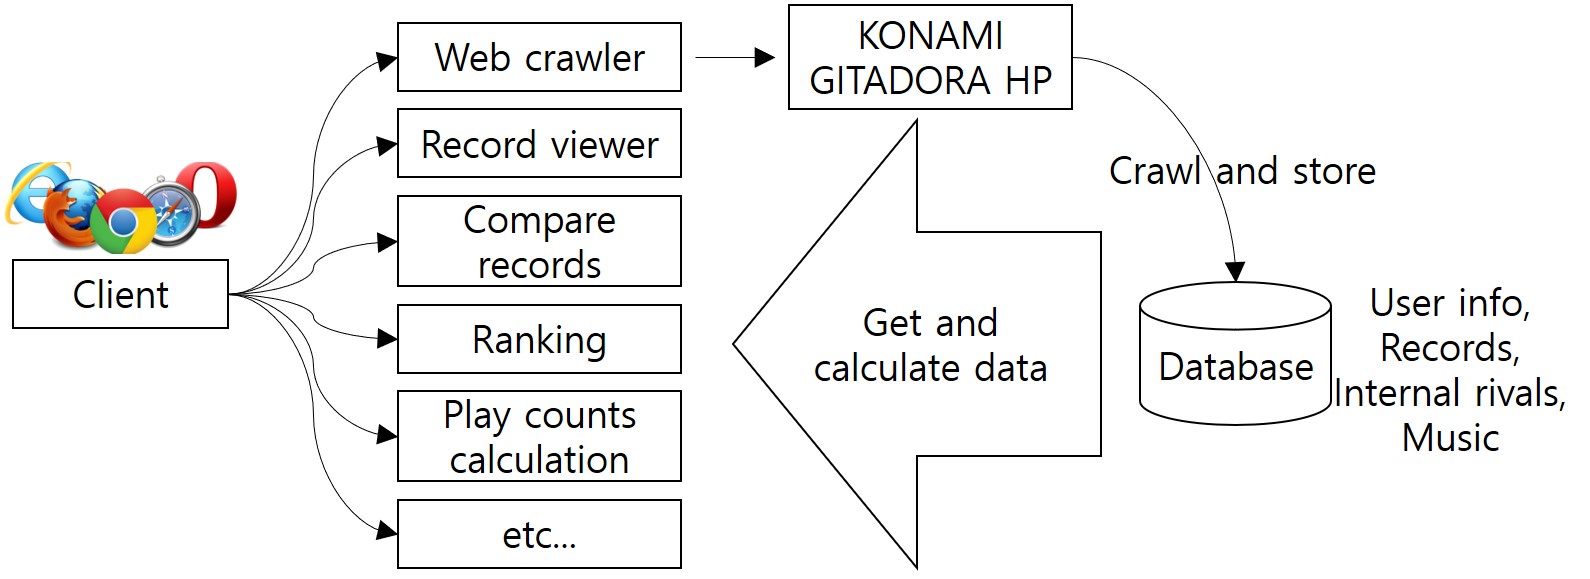 Client
Web crawler
Record viewer
Compare
records
Ranking
Play counts
calculation
etc...
KONAMI
GITADORA HP
Crawl and store
Get and
calculate data
Database
User info,
Records,
Internal rivals,
Music